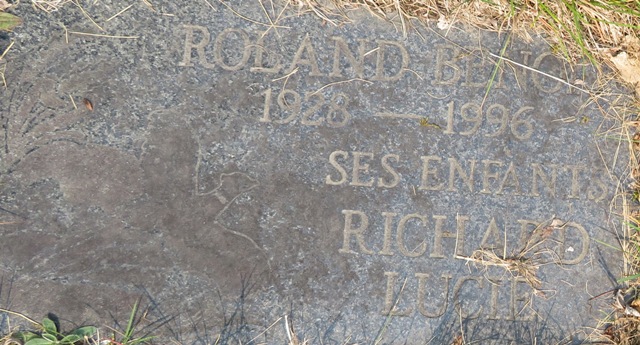 ROLAND BENOIT
1928 — 1996
SES ENFANTS
RICHARD
LUCIE